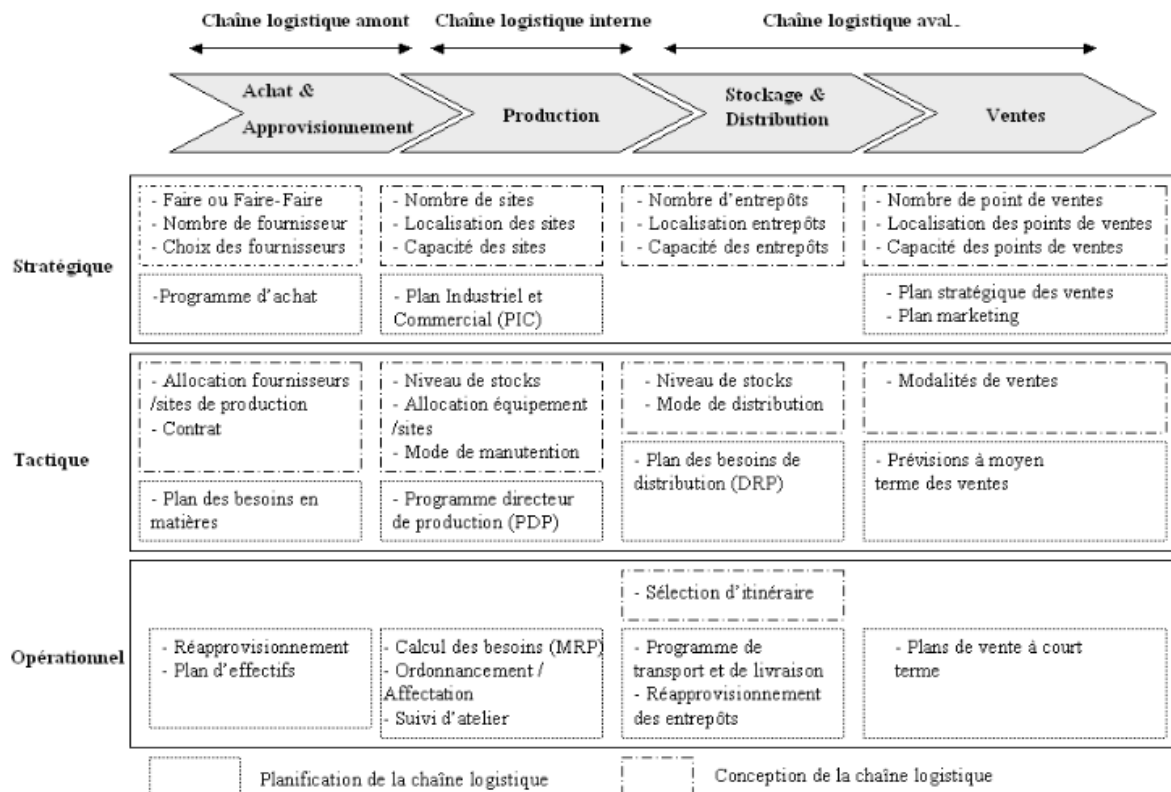 Chaîne logistique amont
Chaîne logistique interne
Chaîne logistique aval..
Achat &
Approvisionnement
Production
Stockage &
Distribution
Ventes
Stratégique
- Faire ou Faire-Faire
- Nombre de fournisseur
- Choix des fournisseurs
- Nombre de sites
- Localisation des sites
- Capacité des sites
- Nombre d'entrepôts
- Localisation entrepôts
- Capacité des entrepôts
- Nombre de point de ventes
- Localisation des points de ventes
- Capacité des points de ventes
-Programme d'achat
- Plan Industriel et
Commercial (PIC)
- Plan stratégique des ventes
- Plan marketing
Tactique
- Allocation fournisseurs
/sites de production
- Contrat
- Niveau de stocks
- Allocation équipement
/sites
- Mode de manutention
- Niveau de stocks
- Mode de distribution
- Modalités de ventes
- Plan des besoins en
matières
- Programme directeur
de production (PDP)
- Plan des besoins de
distribution (DRP)
- Prévisions à moyen
terme des ventes
Opérationnel
- Sélection d'itinéraire
- Réapprovisionnement
- Plan d'effectifs
- Calcul des besoins (MRP)
- Ordonnancement /
Affectation
- Suivi d'atelier
- Programme de
transport et de livraison
- Réapprovisionnement
des entrepôts
- Plans de vente à court
terme
Planification de la chaîne logistique
Conception de la chaîne logistique